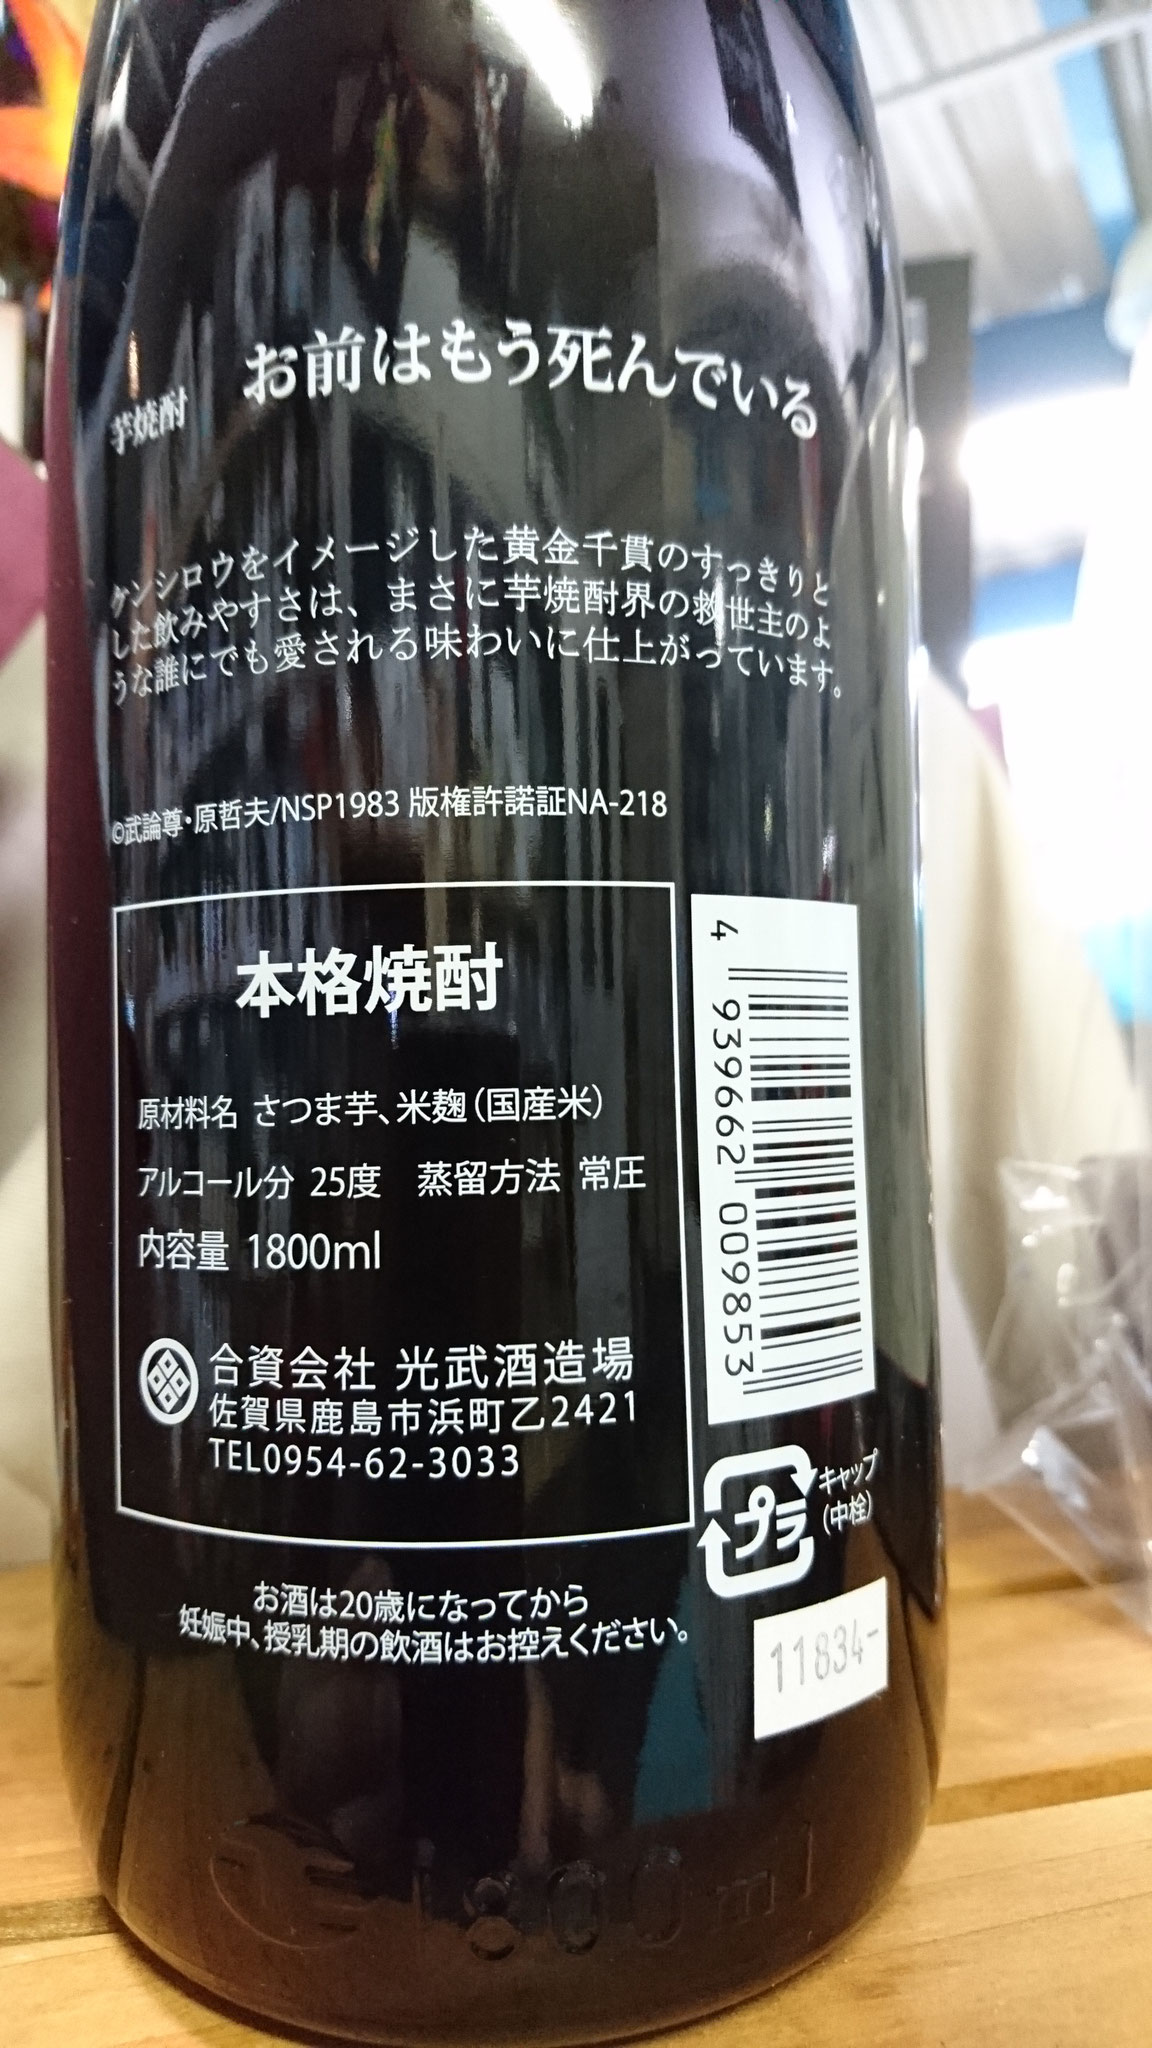 芋焼酎 お前はもう死んでいる
ケンシロウをイメージした黄金千貫のすっきりと
した飲みやすさは、まさに芋焼酎界の救世主のよ
うな誰にでも愛される味わいに仕上がっています。
©武論尊・原哲夫/NSP1983 版権許諾証NA-218
本格焼酎
原材料名 さつま芋、米麹（国産米）
アルコール分 25度 蒸留方法 常圧
内容量 1800ml
合資会社 光武酒造場
佐賀県鹿島市浜町乙2421
TEL0954-62-3033
4 939662 009853
プラ
キャップ
（中栓）
お酒は20歳になってから
妊娠中、授乳期の飲酒はお控えください。
11834-
1800ml